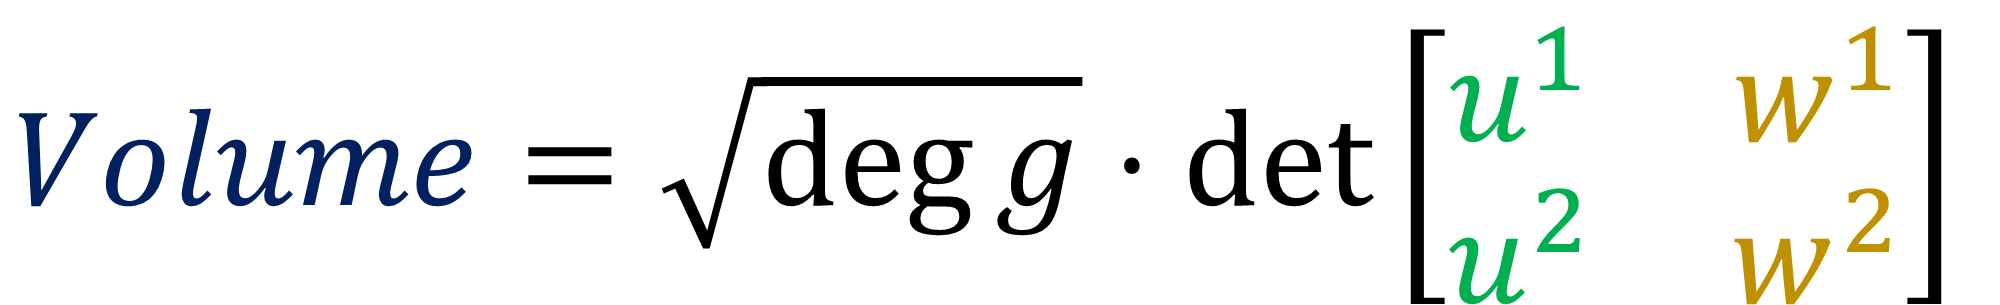 Volume = √deg g · det [u¹ w¹
u² w²]